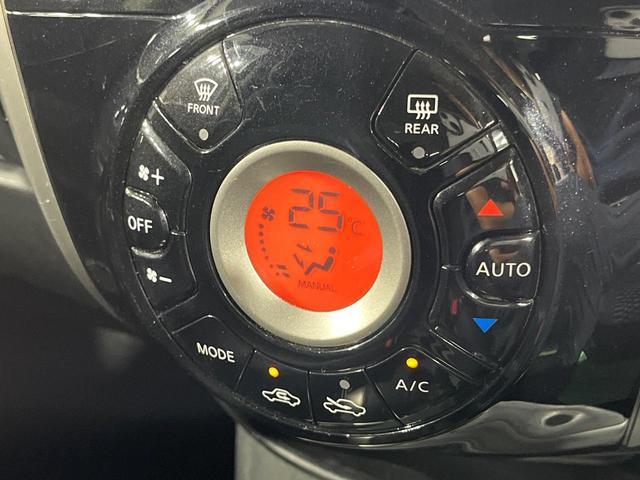 FRONT
REAR
+
OFF
−
25°C
MANUAL
AUTO
MODE
A/C